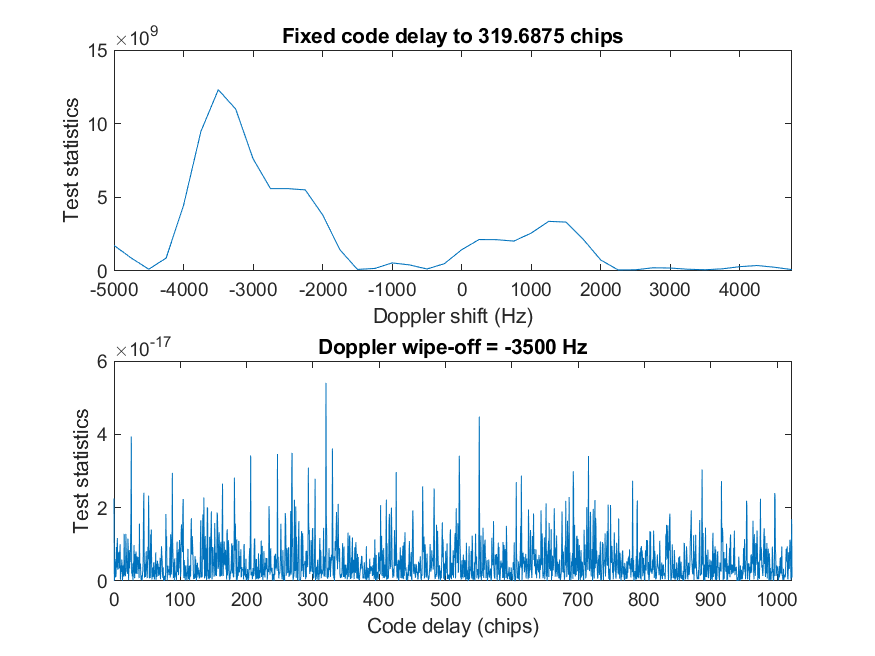 ×10^9
Fixed code delay to 319.6875 chips
15
10
5
0
Test statistics
-5000 -4000 -3000 -2000 -1000 0 1000 2000 3000 4000
Doppler shift (Hz)
×10^-17
Doppler wipe-off = -3500 Hz
6
4
2
0
Test statistics
0 100 200 300 400 500 600 700 800 900 1000
Code delay (chips)